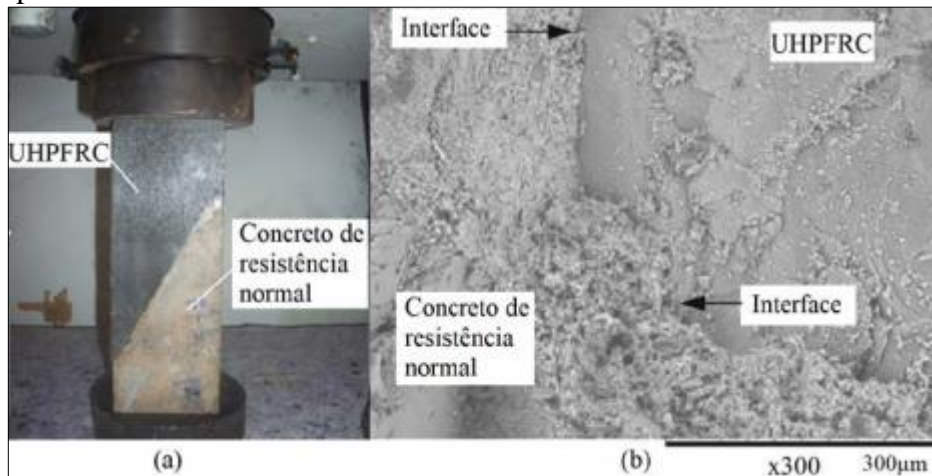 UHPFRC
Concreto de
resistência
normal
(a)
Interface
UHPFRC
Concreto de
resistência
normal
Interface
(b)
x300 300μm